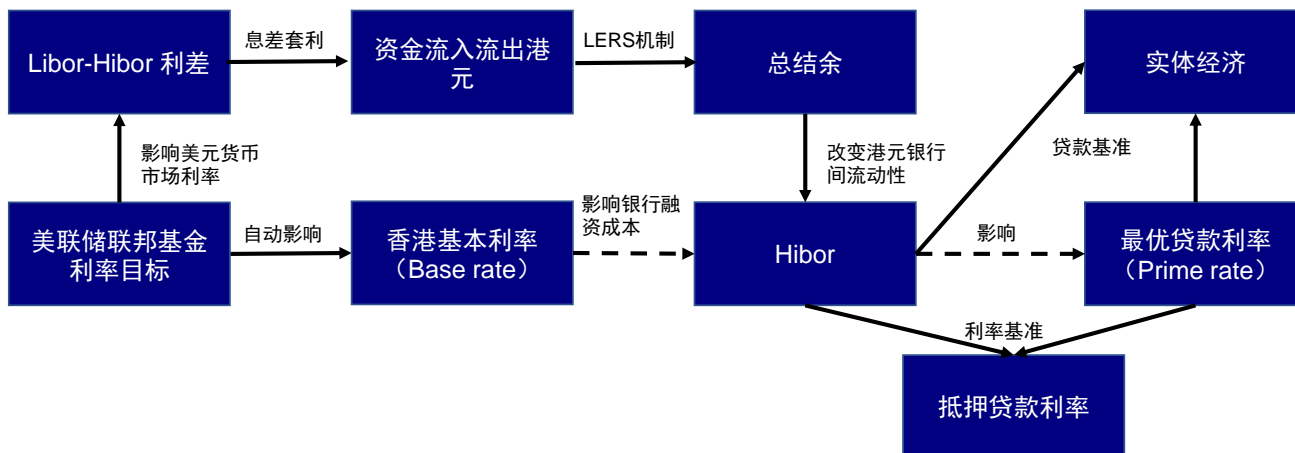 Libor-Hibor 利差
息差套利
资金流入流出港
元
LERS机制
总结余
实体经济
影响美元货币
市场利率
改变港元银行
间流动性
贷款基准
美联储联邦基金
利率目标
自动影响
香港基本利率
（Base rate）
影响银行融
资成本
Hibor
影响
最优贷款利率
（Prime rate）
利率基准
抵押贷款利率